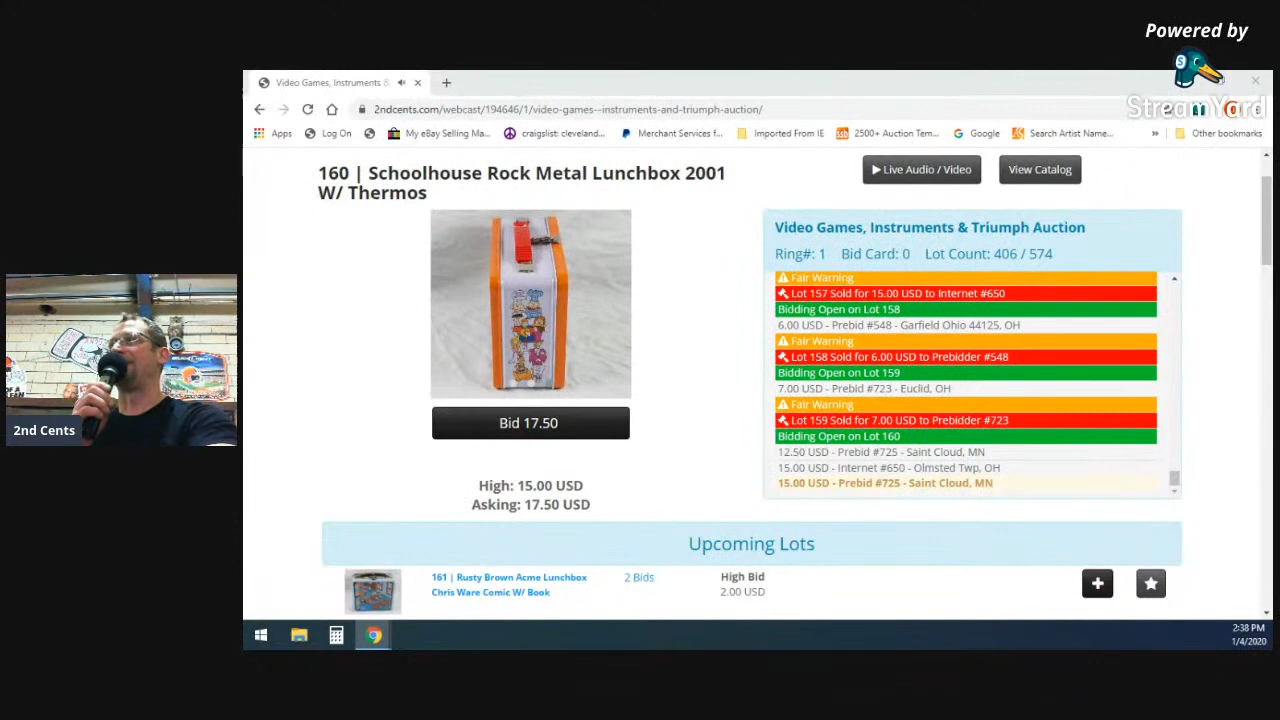 Powered by
StreamYard
Video Games, Instruments &
2ndcents.com/webcast/194646/1/video-games--instruments-and-triumph-auction/
Apps
Log On
My eBay Selling Ma...
craigslist: cleveland...
Merchant Services f...
Imported From IE
2500+ Auction Tem...
Google
Search Artist Name...
»
Other bookmarks
160 | Schoolhouse Rock Metal Lunchbox 2001
W/ Thermos
Live Audio / Video
View Catalog
Bid 17.50
High: 15.00 USD
Asking: 17.50 USD
Video Games, Instruments & Triumph Auction
Ring#: 1 Bid Card: 0 Lot Count: 406 / 574
Fair Warning
Lot 157 Sold for 15.00 USD to Internet #650
Bidding Open on Lot 158
6.00 USD - Prebid #548 - Garfield Ohio 44125, OH
Fair Warning
Lot 158 Sold for 6.00 USD to Prebidder #548
Bidding Open on Lot 159
7.00 USD - Prebid #723 - Euclid, OH
Fair Warning
Lot 159 Sold for 7.00 USD to Prebidder #723
Bidding Open on Lot 160
12.50 USD - Prebid #725 - Saint Cloud, MN
15.00 USD - Internet #650 - Olmsted Twp, OH
15.00 USD - Prebid #725 - Saint Cloud, MN
2nd Cents
Upcoming Lots
161 | Rusty Brown Acme Lunchbox
Chris Ware Comic W/ Book
2 Bids
High Bid
2.00 USD
2:38 PM
1/4/2020